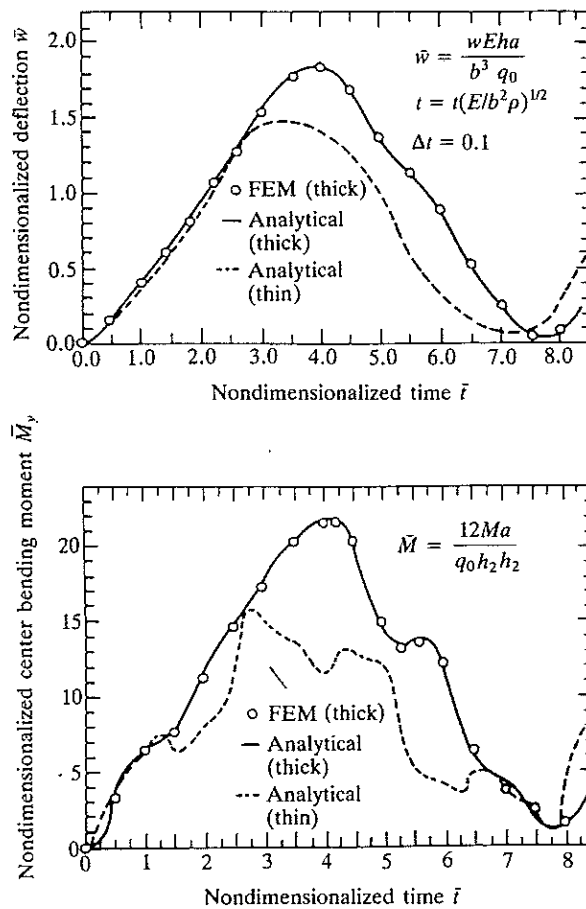 2.0
1.5
1.0
0.5
0.0
Nondimensionalized deflection w̄
w̄ = wEha / b³ q₀
t = t(E/b²ρ)^1/2
Δt = 0.1
FEM (thick)
Analytical
(thick)
Analytical
(thin)
0.0 1.0 2.0 3.0 4.0 5.0 6.0 7.0 8.0
Nondimensionalized time t̄
Nondimensionalized center bending moment M̄y
20
15
10
5
0
M̄ = 12Ma / q₀h₂h₂
FEM (thick)
Analytical
(thick)
Analytical
(thin)
0 1 2 3 4 5 6 7 8
Nondimensionalized time t̄